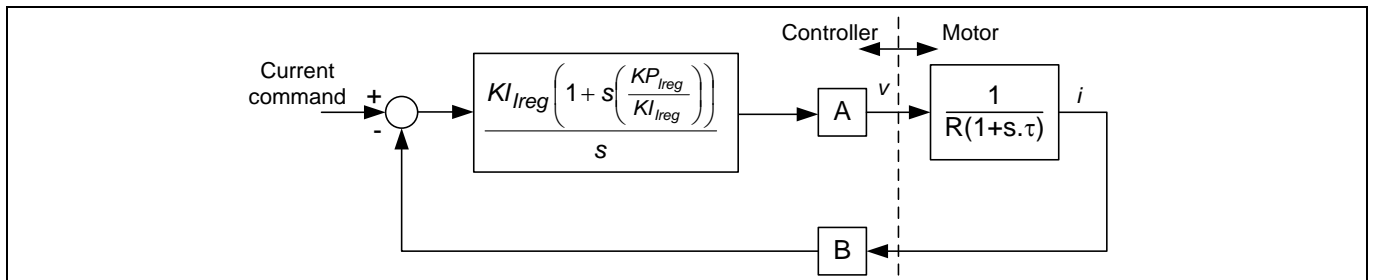 Controller Motor
Current
command
+
-
KI_Ireg(1+s(KP_Ireg/KI_Ireg))
s
A
v
1
R(1+s.τ)
i
B